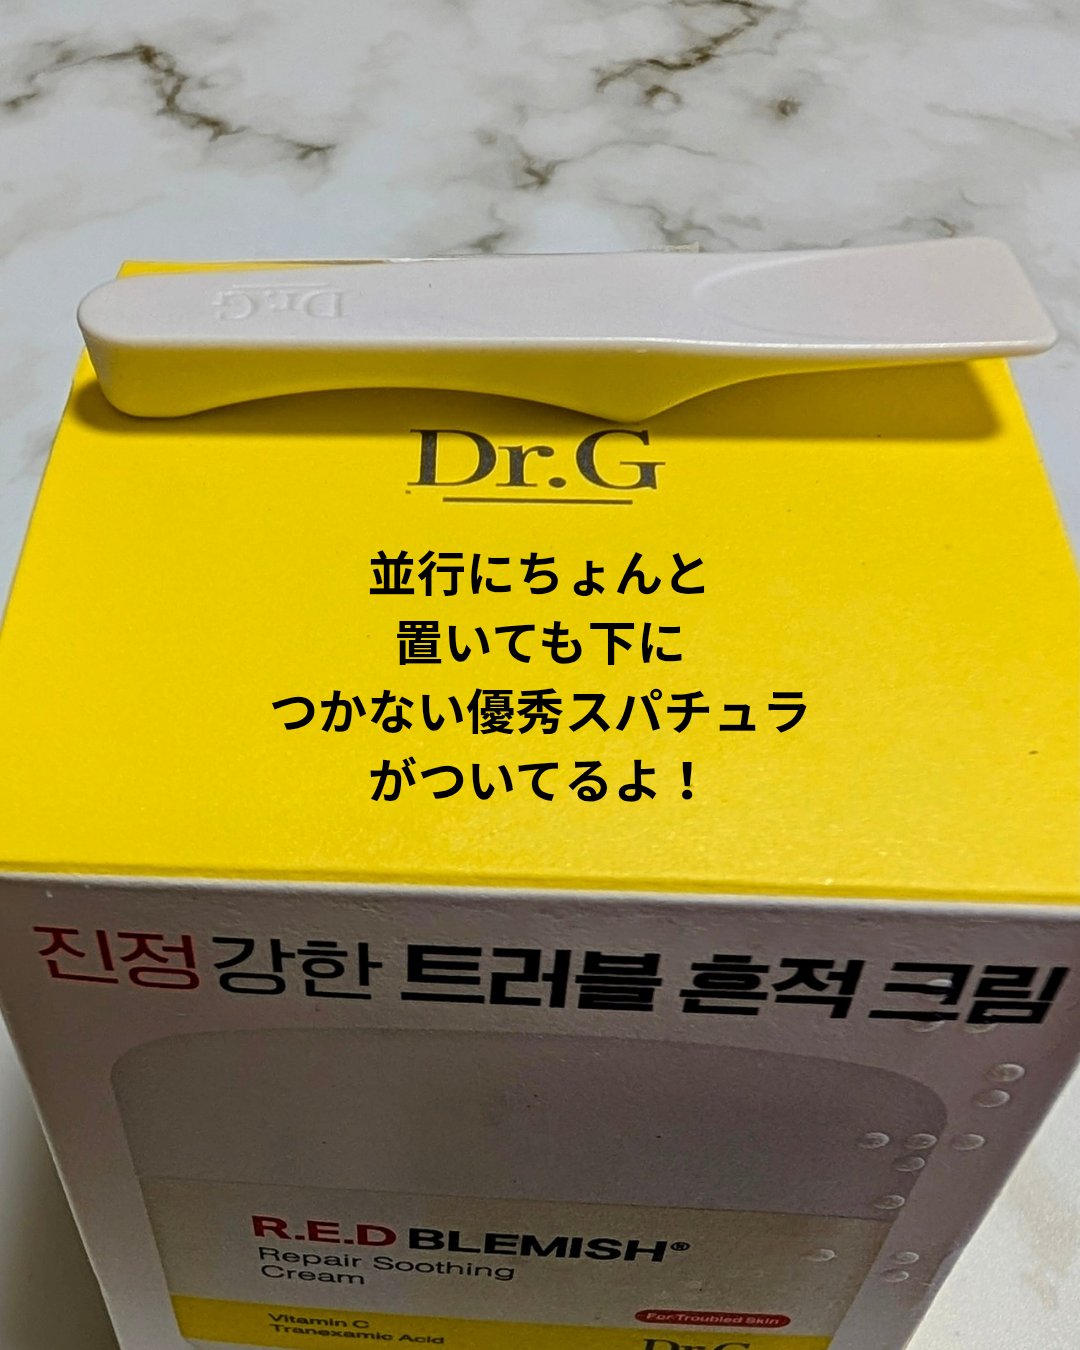 Dr.G
Dr.G
並行にちょんと
置いても下に
つかない優秀スパチュラ
がついてるよ！
진정 강한 트러블 흔적 크림
R.E.D BLEMISH®
Repair Soothing
Cream
Vitamin C
Tranexamic Acid
For Troubled Skin
Dr.G